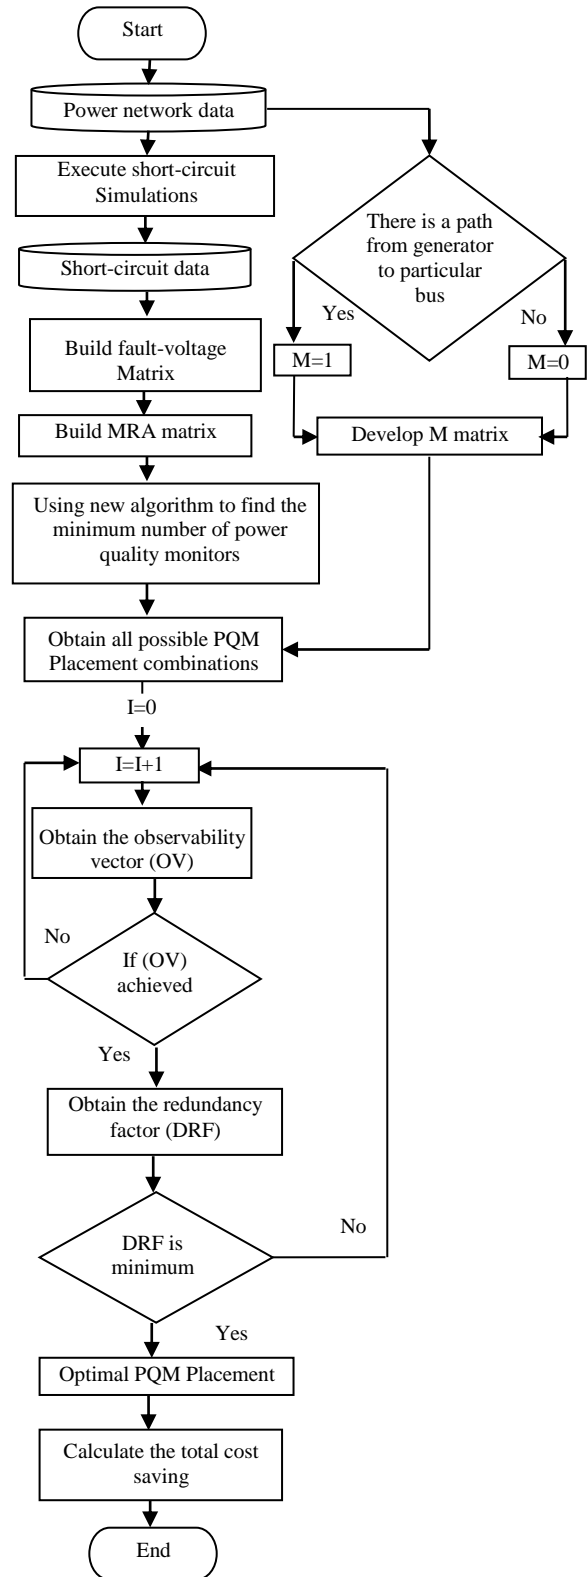 Start
Power network data
Execute short-circuit
Simulations
Short-circuit data
Build fault-voltage
Matrix
Build MRA matrix
Using new algorithm to find the
minimum number of power
quality monitors
There is a path
from generator
to particular
bus
Yes
No
M=1
M=0
Develop M matrix
Obtain all possible PQM
Placement combinations
I=0
I=I+1
Obtain the observability
vector (OV)
No
If (OV)
achieved
Yes
Obtain the redundancy
factor (DRF)
No
DRF is
minimum
Yes
Optimal PQM Placement
Calculate the total cost
saving
End